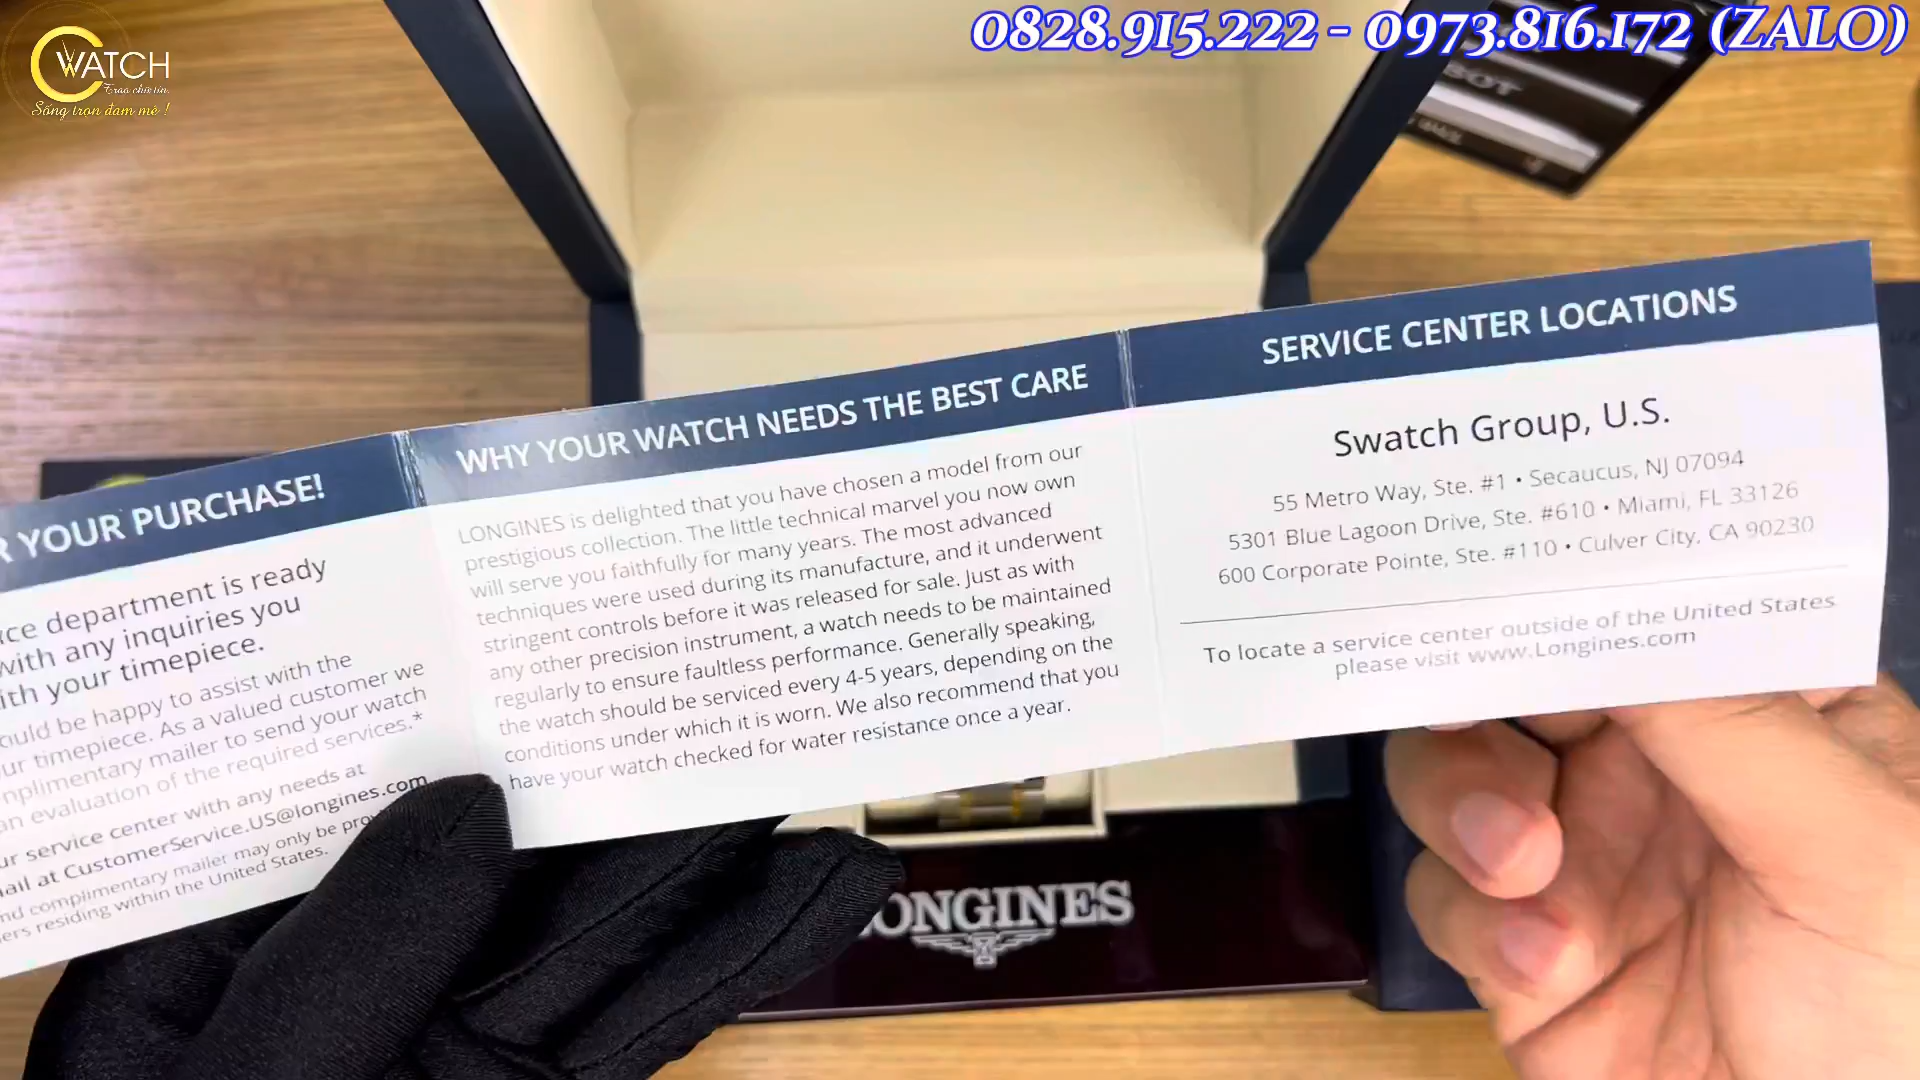 WATCH
Trao chữ tín.
Sống trọn đam mê !
0828.915.222 - 0973.816.172 (ZALO)
YOUR PURCHASE!
department is ready
with any inquiries you
with your timepiece.
be happy to assist with the
timepiece. As a valued customer we
mailer to send your watch
an evaluation of the required services.*
service center with any needs at
at CustomerService.US@longines.com
complimentary mailer may only be
residing within the United States.
WHY YOUR WATCH NEEDS THE BEST CARE
LONGINES is delighted that you have chosen a model from our
prestigious collection. The little technical marvel you now own
will serve you faithfully for many years. The most advanced
techniques were used during its manufacture, and it underwent
stringent controls before it was released for sale. Just as with
any other precision instrument, a watch needs to be maintained
regularly to ensure faultless performance. Generally speaking,
the watch should be serviced every 4-5 years, depending on the
conditions under which it is worn. We also recommend that you
have your watch checked for water resistance once a year.
SERVICE CENTER LOCATIONS
Swatch Group, U.S.
55 Metro Way, Ste. #1 • Secaucus, NJ 07094
5301 Blue Lagoon Drive, Ste. #610 • Miami, FL 33126
600 Corporate Pointe, Ste. #110 • Culver City, CA 90230
To locate a service center outside of the United States
please visit www.Longines.com
LONGINES